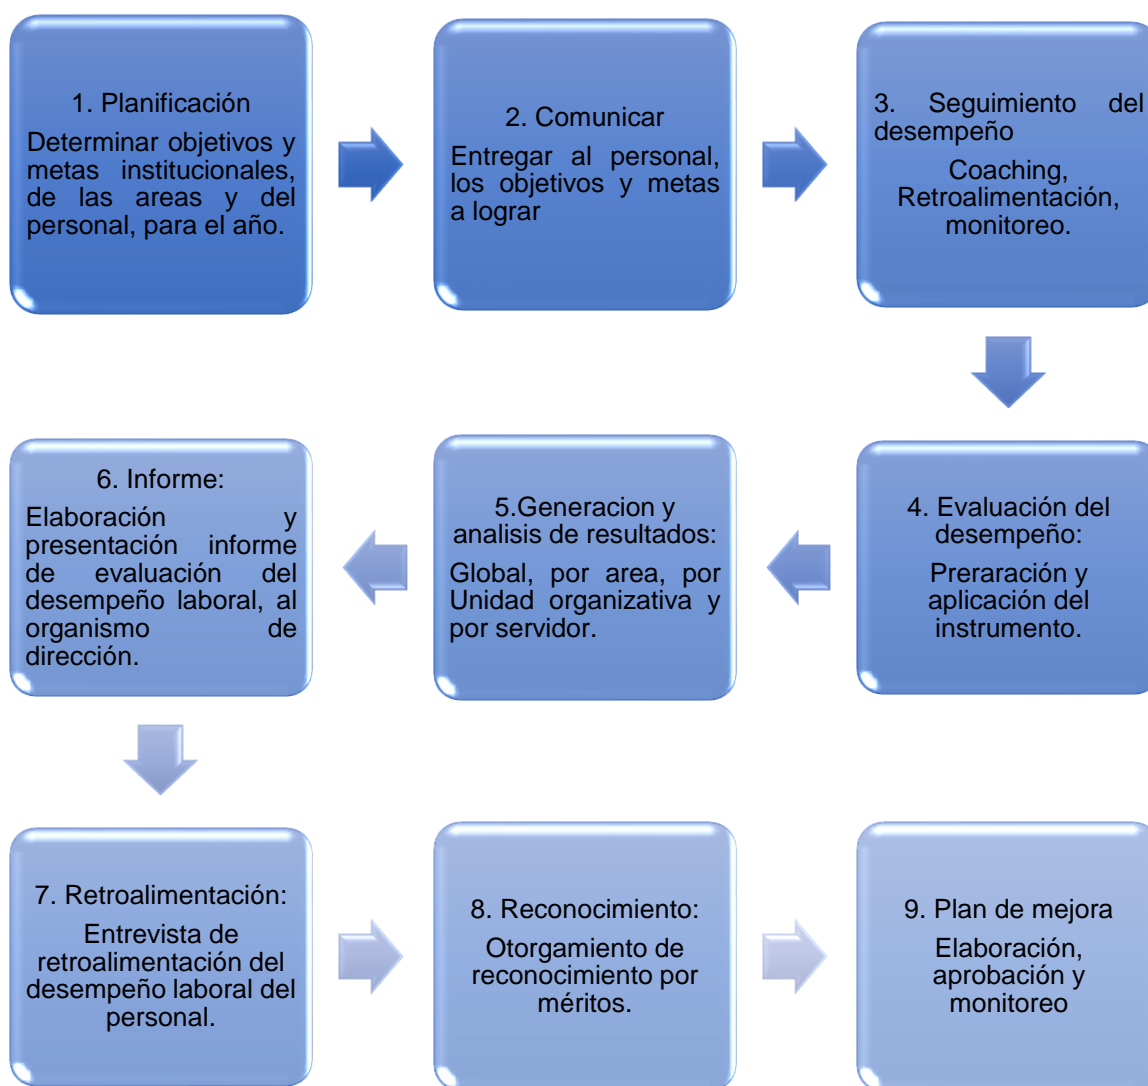 1. Planificación
Determinar objetivos y
metas institucionales,
de las areas y del
personal, para el año.
2. Comunicar
Entregar al personal,
los objetivos y metas
a lograr
3. Seguimiento del
desempeño
Coaching,
Retroalimentación,
monitoreo.
4. Evaluación del
desempeño:
Preraración y
aplicación del
instrumento.
5.Generacion y
analisis de resultados:
Global, por area, por
Unidad organizativa y
por servidor.
6. Informe:
Elaboración y
presentación informe
de evaluación del
desempeño laboral, al
organismo de
dirección.
7. Retroalimentación:
Entrevista de
retroalimentación del
desempeño laboral del
personal.
8. Reconocimiento:
Otorgamiento de
reconocimiento por
méritos.
9. Plan de mejora
Elaboración,
aprobación y
monitoreo